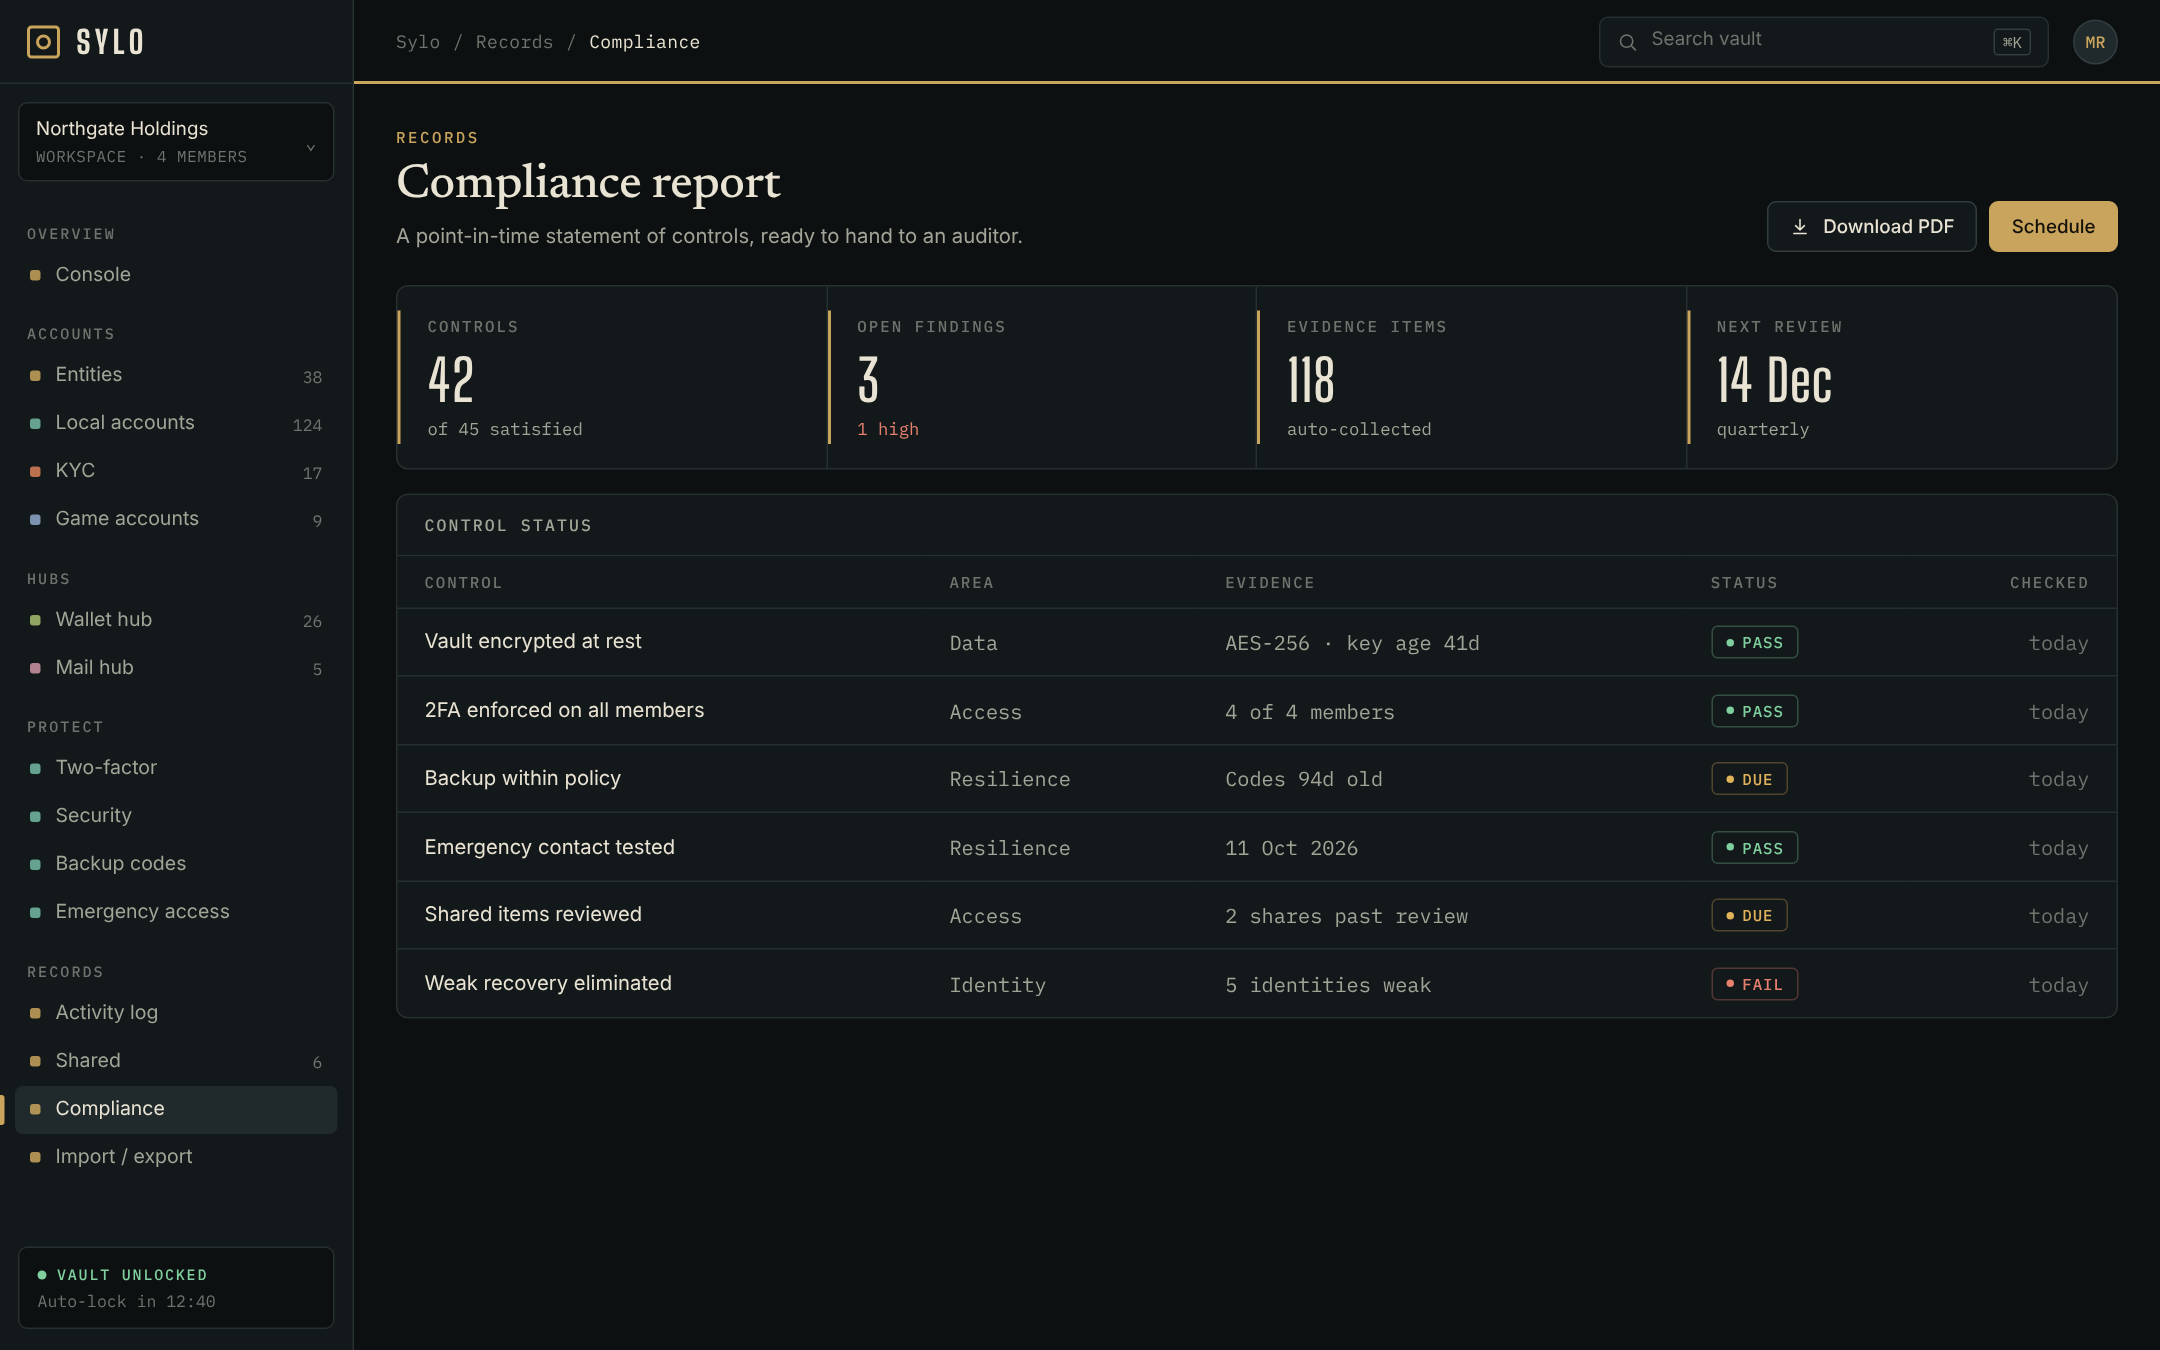 SYLO
Northgate Holdings
WORKSPACE · 4 MEMBERS
OVERVIEW
Console
ACCOUNTS
Entities 38
Local accounts 124
KYC 17
Game accounts 9
HUBS
Wallet hub 26
Mail hub 5
PROTECT
Two-factor
Security
Backup codes
Emergency access
RECORDS
Activity log
Shared 6
Compliance
Import / export
VAULT UNLOCKED
Auto-lock in 12:40
Sylo / Records / Compliance
Search vault ⌘K
MR
RECORDS
Compliance report
A point-in-time statement of controls, ready to hand to an auditor.
Download PDF
Schedule
CONTROLS
42
of 45 satisfied
OPEN FINDINGS
3
1 high
EVIDENCE ITEMS
118
auto-collected
NEXT REVIEW
14 Dec
quarterly
CONTROL STATUS
CONTROL AREA EVIDENCE STATUS CHECKED
Vault encrypted at rest Data AES-256 · key age 41d PASS today
2FA enforced on all members Access 4 of 4 members PASS today
Backup within policy Resilience Codes 94d old DUE today
Emergency contact tested Resilience 11 Oct 2026 PASS today
Shared items reviewed Access 2 shares past review DUE today
Weak recovery eliminated Identity 5 identities weak FAIL today